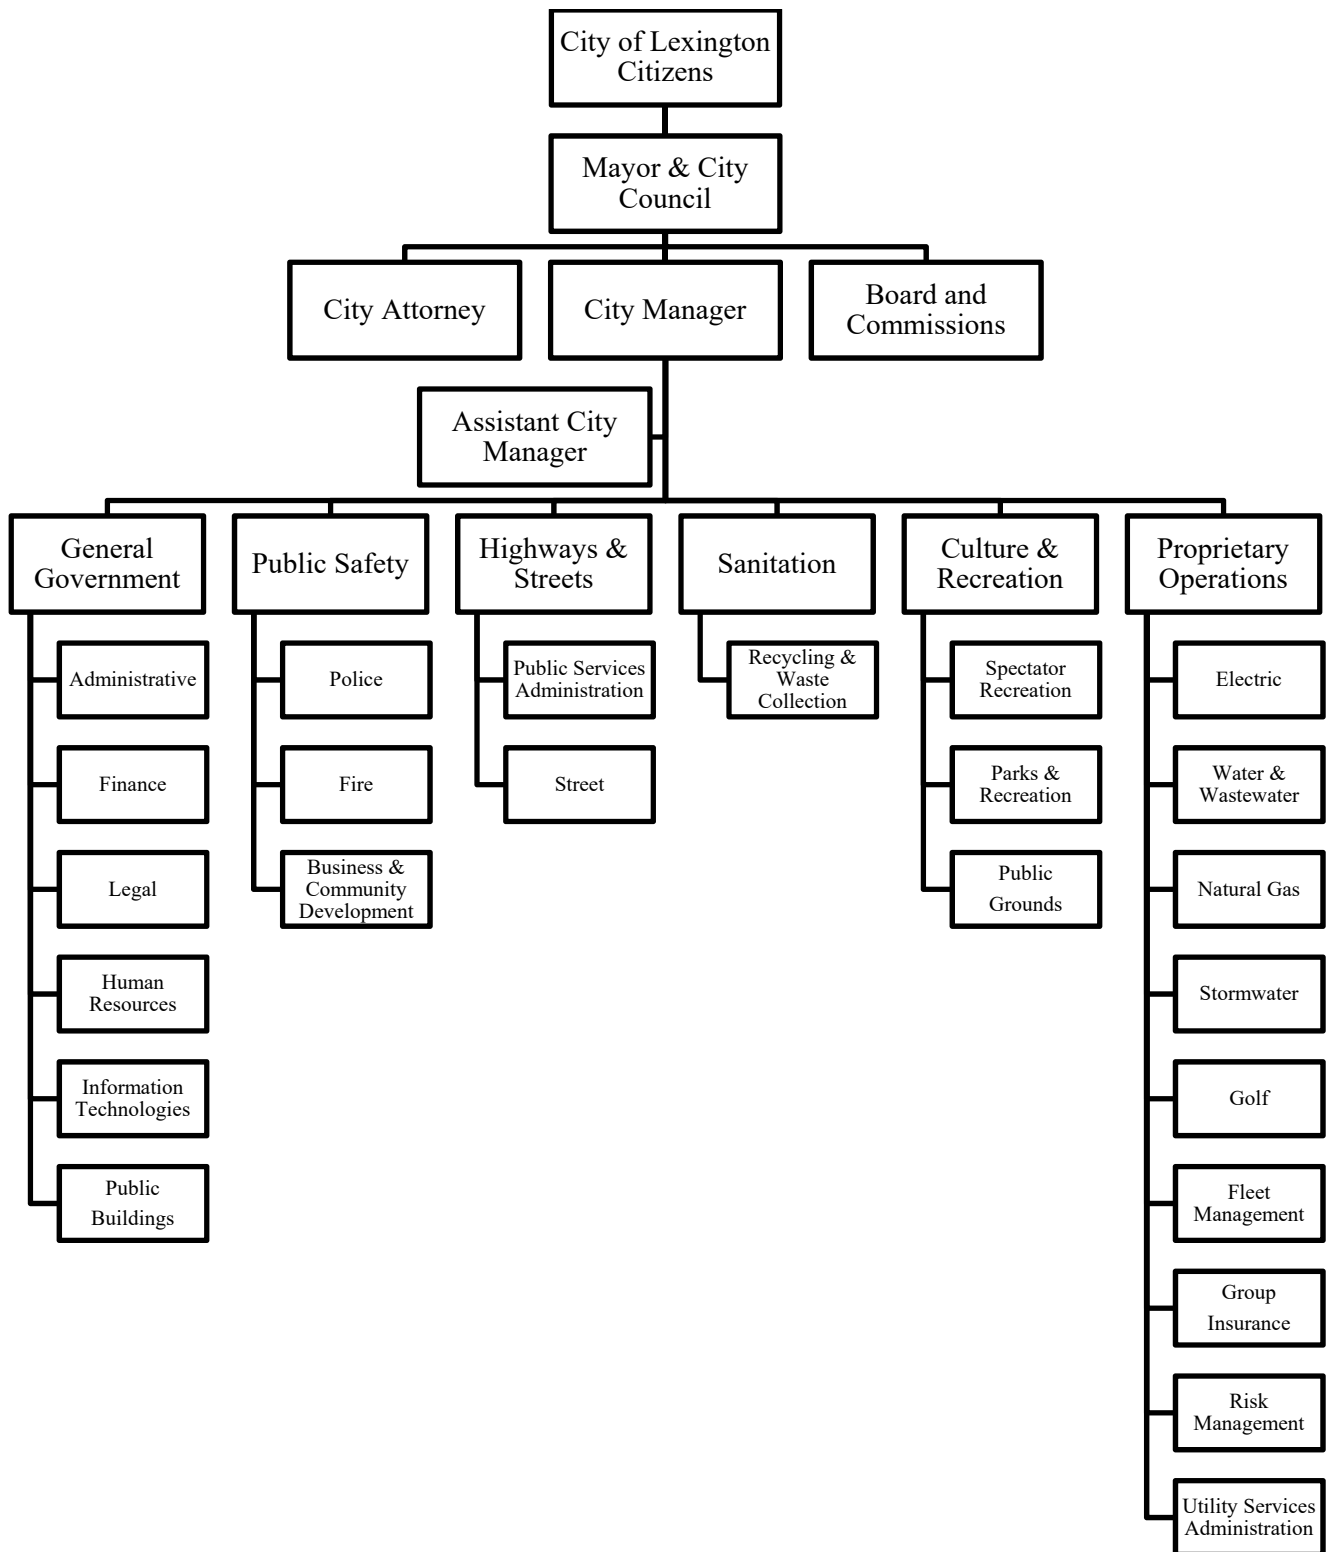 City of Lexington
Citizens
Mayor & City
Council
City Attorney
City Manager
Board and
Commissions
Assistant City
Manager
General
Government
Public Safety
Highways &
Streets
Sanitation
Culture &
Recreation
Proprietary
Operations
Administrative
Finance
Legal
Human
Resources
Information
Technologies
Public
Buildings
Police
Fire
Business &
Community
Development
Public Services
Administration
Street
Recycling &
Waste
Collection
Spectator
Recreation
Parks &
Recreation
Public
Grounds
Electric
Water &
Wastewater
Natural Gas
Stormwater
Golf
Fleet
Management
Group
Insurance
Risk
Management
Utility Services
Administration